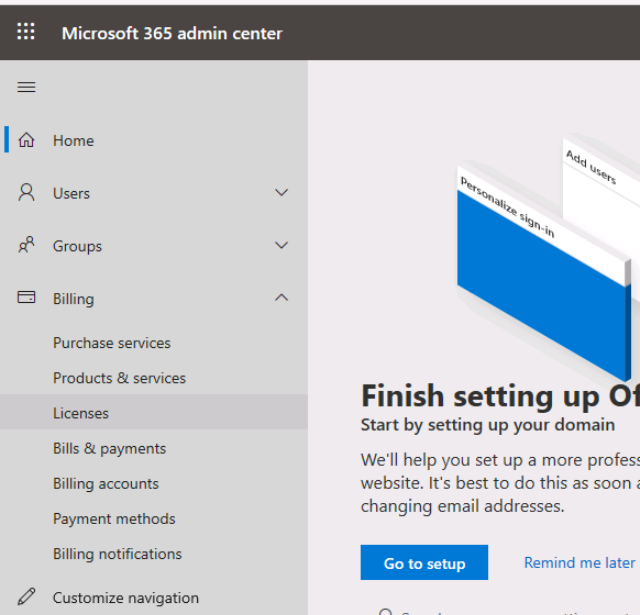 Microsoft 365 admin center
Home
Users
Groups
Billing
Purchase services
Products & services
Licenses
Bills & payments
Billing accounts
Payment methods
Billing notifications
Customize navigation
Add users
Personalize sign-in
Finish setting up Of
Start by setting up your domain
We'll help you set up a more profess
website. It's best to do this as soon a
changing email addresses.
Go to setup
Remind me later